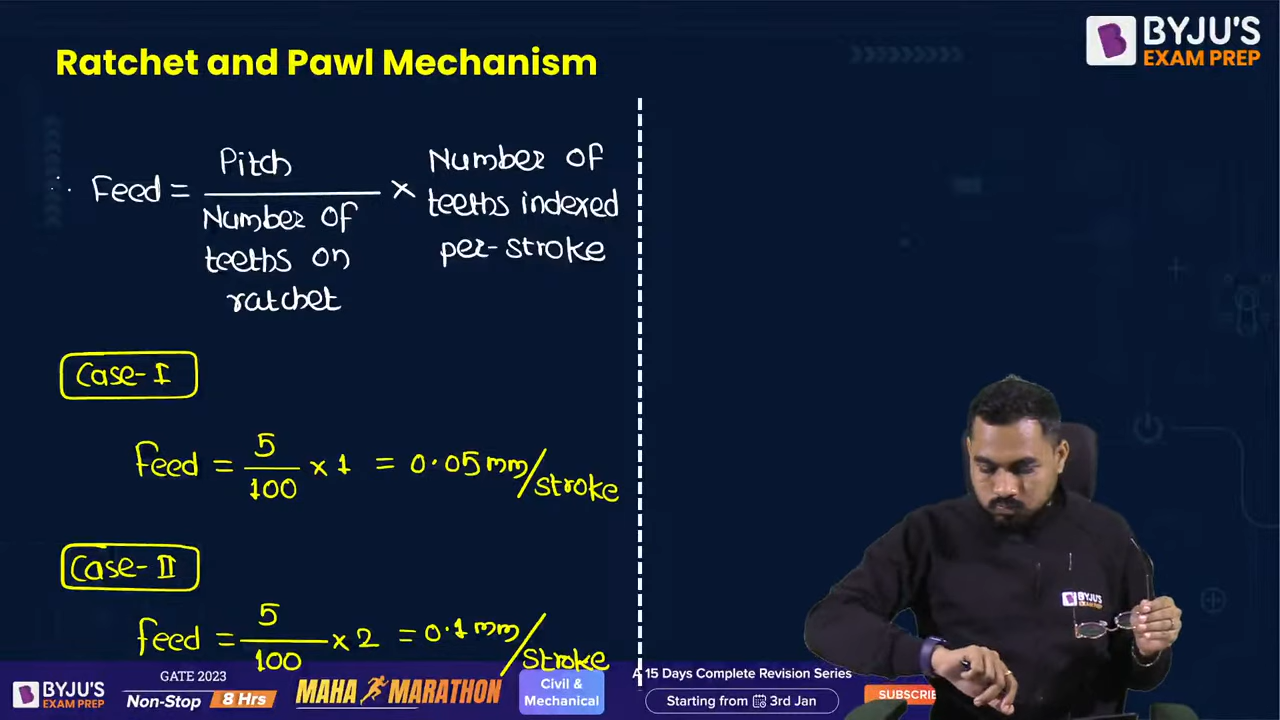 Ratchet and Pawl Mechanism
BYJU'S
EXAM PREP
∴ Feed = Pitch / Number of teeths on ratchet × Number of teeths indexed per-stroke
Case-I
Feed = 5/100 × 1 = 0.05 mm/stroke
Case-II
Feed = 5/100 × 2 = 0.1 mm/stroke
BYJU'S
EXAM PREP
BYJU'S
EXAM PREP
GATE 2023
Non-Stop 8 Hrs
MAHA MARATHON
Civil &
Mechanical
A 15 Days Complete Revision Series
Starting from 3rd Jan
SUBSCRIBE